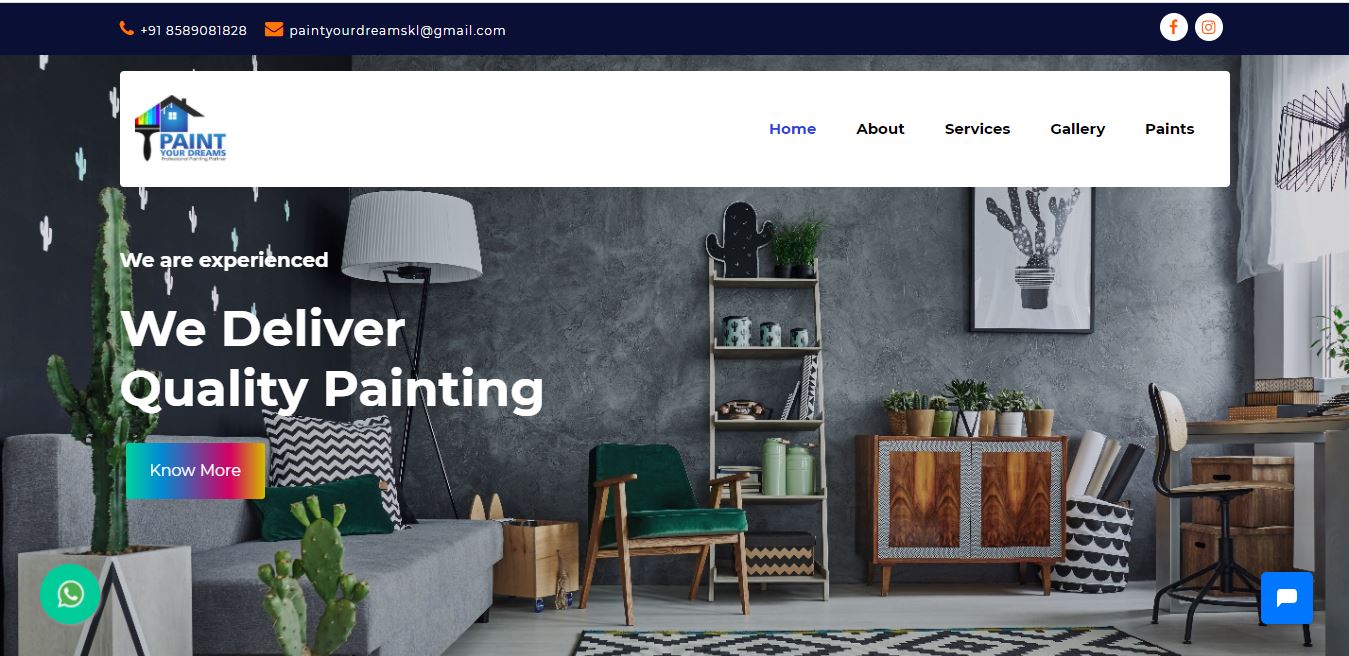 +91 8589081828 paintyourdreamskl@gmail.com
PAINT
YOUR DREAMS
Professional Painting Partner
Home About Services Gallery Paints
We are experienced
We Deliver
Quality Painting
Know More